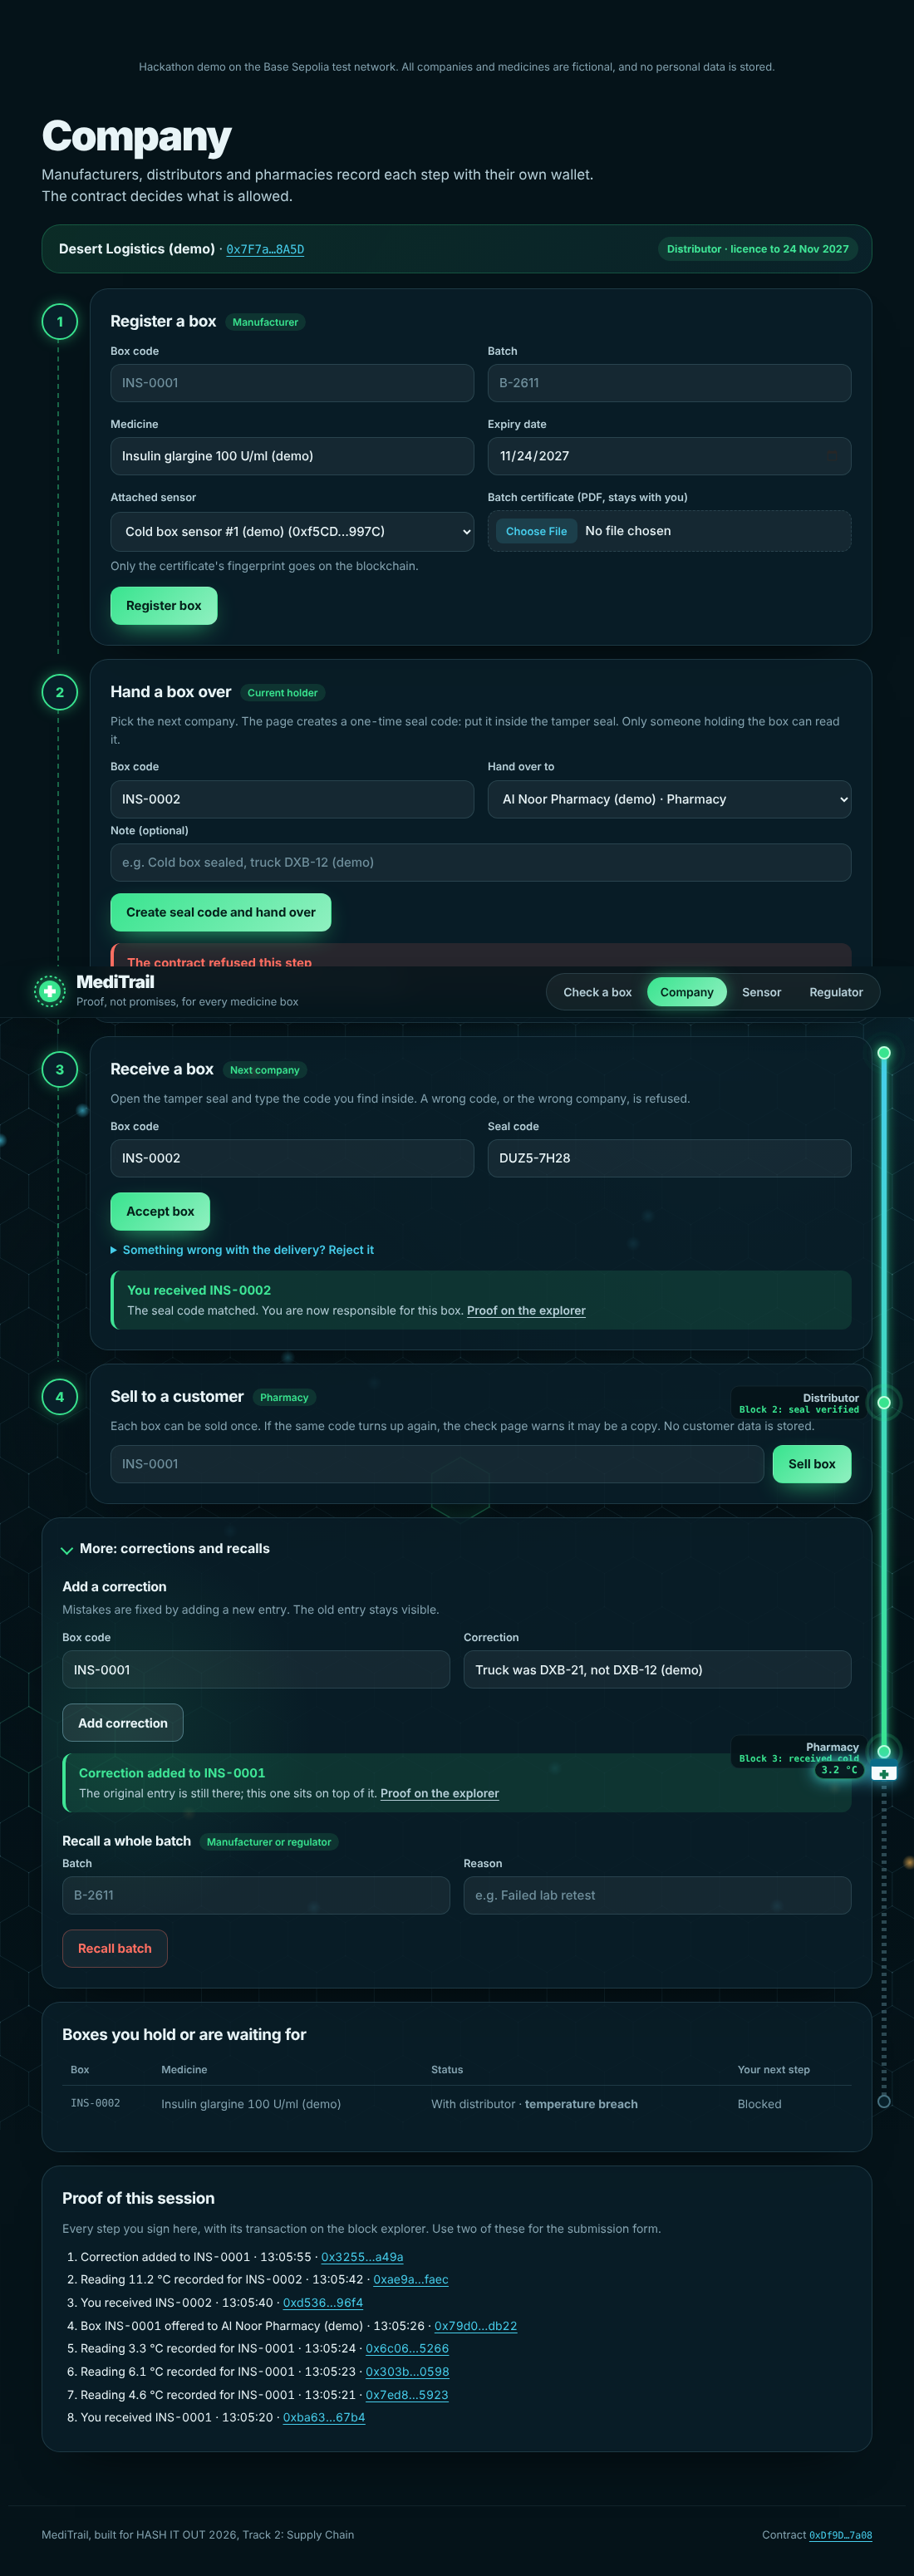 Hackathon demo on the Base Sepolia test network. All companies and medicines are fictional, and no personal data is stored.
Company
Manufacturers, distributors and pharmacies record each step with their own wallet.
The contract decides what is allowed.
Desert Logistics (demo) · 0x7F7a…8A5D
Distributor · licence to 24 Nov 2027
1
Register a box
Manufacturer
Box code
Batch
INS-0001
B-2611
Medicine
Expiry date
Insulin glargine 100 U/ml (demo)
11/24/2027
Attached sensor
Batch certificate (PDF, stays with you)
Cold box sensor #1 (demo) (0xf5CD…997C)
Choose File
No file chosen
Only the certificate's fingerprint goes on the blockchain.
Register box
2
Hand a box over
Current holder
Pick the next company. The page creates a one-time seal code: put it inside the tamper seal. Only someone holding the box can read
it.
Box code
Hand over to
INS-0002
Al Noor Pharmacy (demo) · Pharmacy
Note (optional)
e.g. Cold box sealed, truck DXB-12 (demo)
Create seal code and hand over
The contract refused this step
MediTrail
Proof, not promises, for every medicine box
Check a box
Company
Sensor
Regulator
3
Receive a box
Next company
Open the tamper seal and type the code you find inside. A wrong code, or the wrong company, is refused.
Box code
Seal code
INS-0002
DUZ5-7H28
Accept box
Something wrong with the delivery? Reject it
You received INS-0002
The seal code matched. You are now responsible for this box. Proof on the explorer
4
Sell to a customer
Pharmacy
Distributor
Block 2: seal verified
Each box can be sold once. If the same code turns up again, the check page warns it may be a copy. No customer data is stored.
INS-0001
Sell box
More: corrections and recalls
Add a correction
Mistakes are fixed by adding a new entry. The old entry stays visible.
Box code
Correction
INS-0001
Truck was DXB-21, not DXB-12 (demo)
Add correction
Pharmacy
Block 3: received cold
3.2 °C
Correction added to INS-0001
The original entry is still there; this one sits on top of it. Proof on the explorer
Recall a whole batch
Manufacturer or regulator
Batch
Reason
B-2611
e.g. Failed lab retest
Recall batch
Boxes you hold or are waiting for
Box
Medicine
Status
Your next step
INS-0002
Insulin glargine 100 U/ml (demo)
With distributor · temperature breach
Blocked
Proof of this session
Every step you sign here, with its transaction on the block explorer. Use two of these for the submission form.
1. Correction added to INS-0001 · 13:05:55 · 0x3255…a49a
2. Reading 11.2 °C recorded for INS-0002 · 13:05:42 · 0xae9a…faec
3. You received INS-0002 · 13:05:40 · 0xd536…96f4
4. Box INS-0001 offered to Al Noor Pharmacy (demo) · 13:05:26 · 0x79d0…db22
5. Reading 3.3 °C recorded for INS-0001 · 13:05:24 · 0x6c06…5266
6. Reading 6.1 °C recorded for INS-0001 · 13:05:23 · 0x303b…0598
7. Reading 4.6 °C recorded for INS-0001 · 13:05:21 · 0x7ed8…5923
8. You received INS-0001 · 13:05:20 · 0xba63…67b4
MediTrail, built for HASH IT OUT 2026, Track 2: Supply Chain
Contract 0xDf9D…7a08